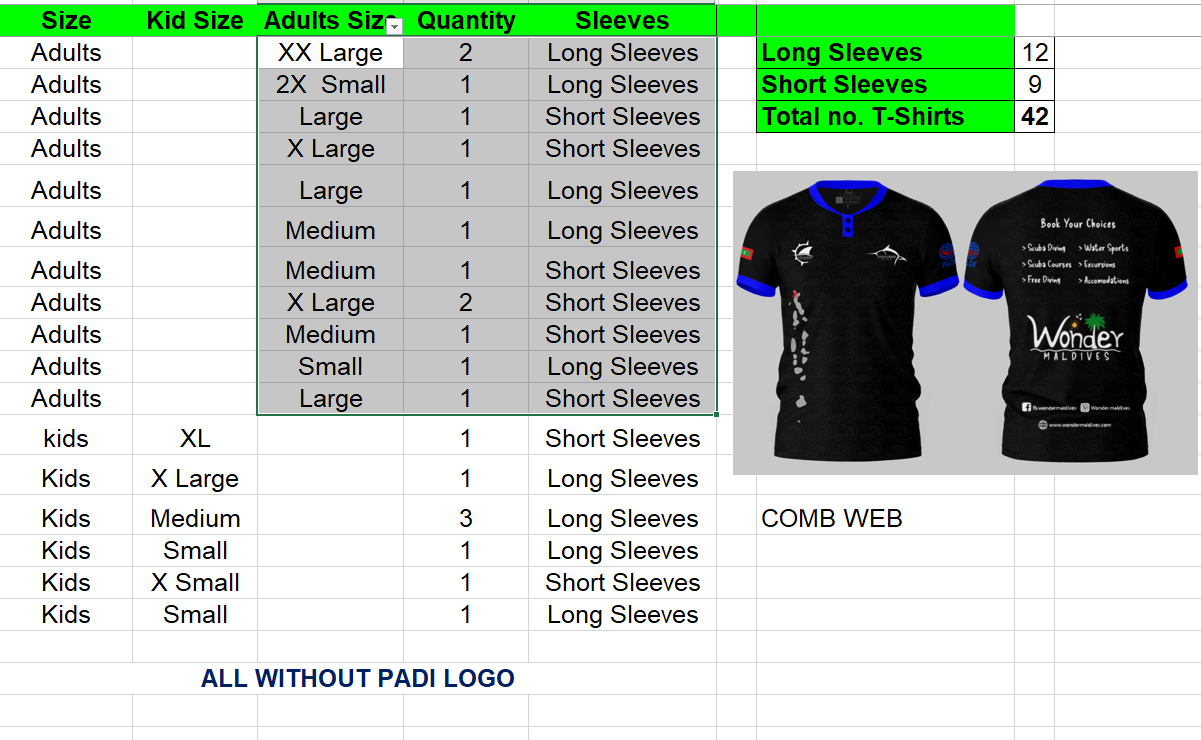 Size Kid Size Adults Size Quantity Sleeves
Adults XX Large 2 Long Sleeves
Adults 2X  Small 1 Long Sleeves
Adults Large 1 Short Sleeves
Adults X Large 1 Short Sleeves
Adults Large 1 Long Sleeves
Adults Medium 1 Long Sleeves
Adults Medium 1 Short Sleeves
Adults X Large 2 Short Sleeves
Adults Medium 1 Short Sleeves
Adults Small 1 Long Sleeves
Adults Large 1 Short Sleeves
kids XL 1 Short Sleeves
Kids X Large 1 Long Sleeves
Kids Medium 3 Long Sleeves
Kids Small 1 Long Sleeves
Kids X Small 1 Short Sleeves
Kids Small 1 Long Sleeves
ALL WITHOUT PADI LOGO
Long Sleeves 12
Short Sleeves 9
Total no. T-Shirts 42
Book Your Choices
> Scuba Diving > Water Sports
> Scuba Courses > Excursions
> Free Diving > Accomodations
Wonder
MALDIVES
fb.wondermaldives Wondermaldives
www.wondermaldives.com
COMB WEB